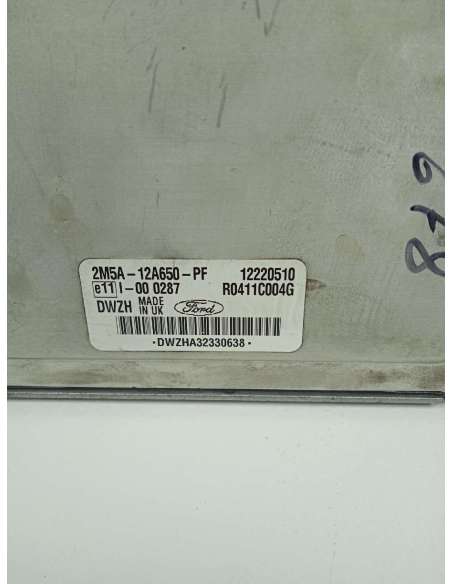 2M5A-12A650-PF 12220510
e11 I-00 0287 R0411C004G
DWZH MADE IN UK Ford
·DWZHA32330638·